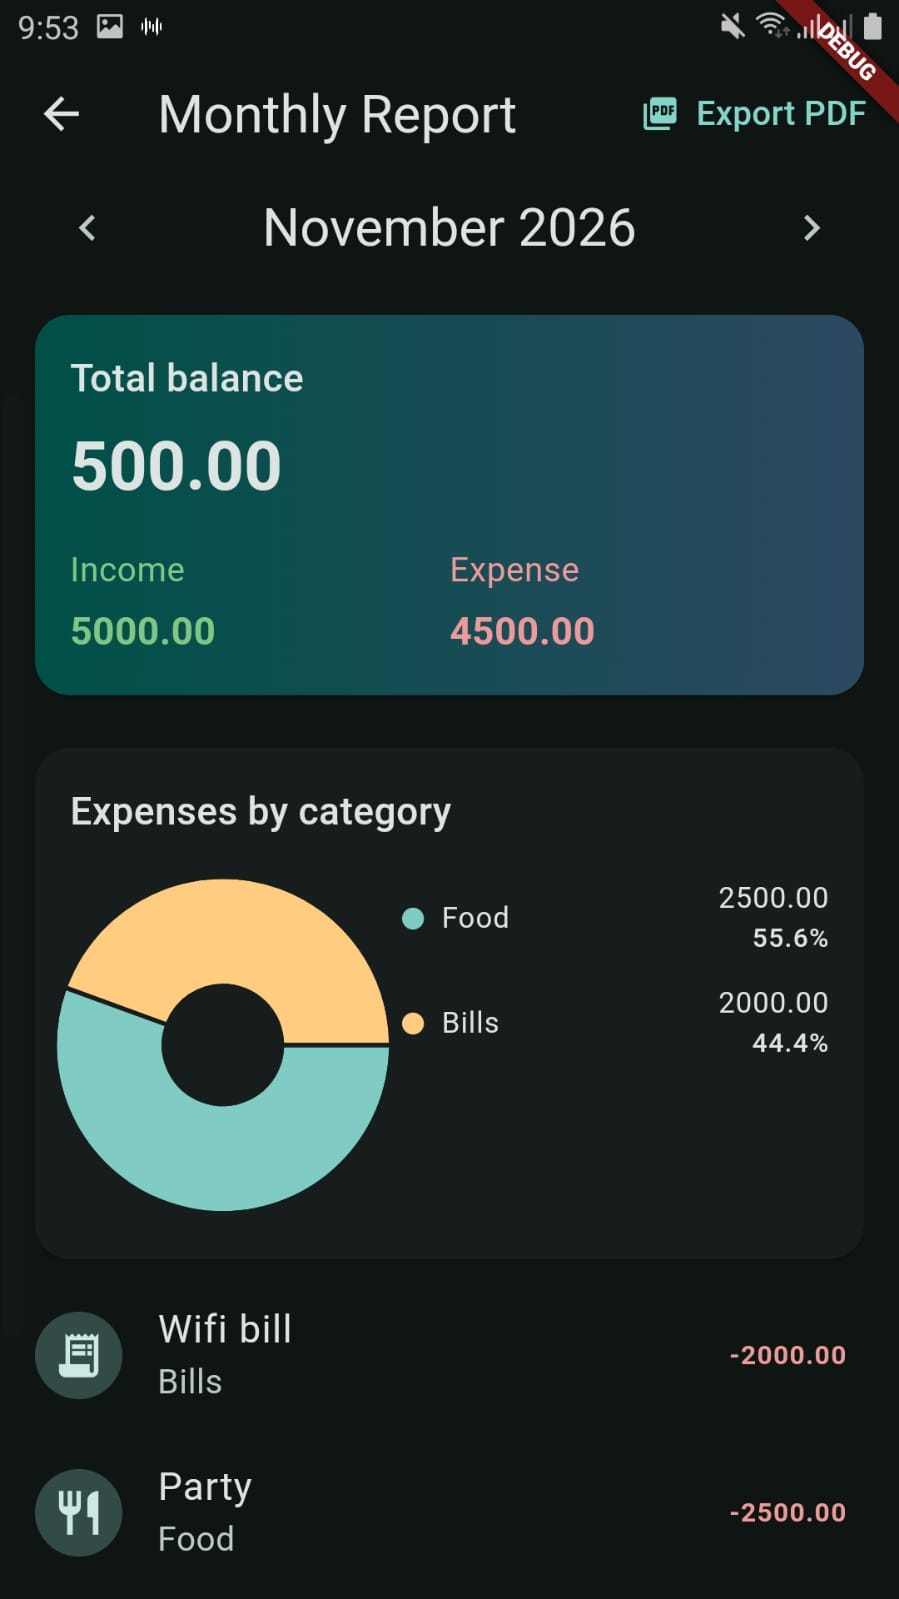 9:53
DEBUG
Monthly Report
PDF Export PDF
November 2026
Total balance
500.00
Income Expense
5000.00 4500.00
Expenses by category
Food 2500.00
55.6%
Bills 2000.00
44.4%
Wifi bill
Bills
-2000.00
Party
Food
-2500.00